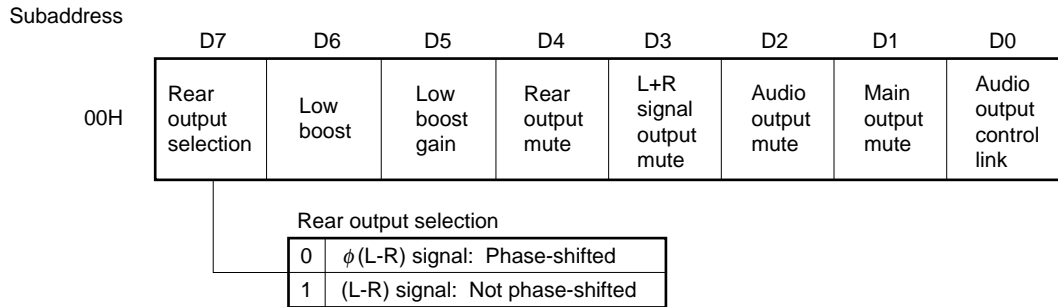 Subaddress
D7 D6 D5 D4 D3 D2 D1 D0
00H
Rear
output
selection
Low
boost
Low
boost
gain
Rear
output
mute
L+R
signal
output
mute
Audio
output
mute
Main
output
mute
Audio
output
control
link
Rear output selection
0 ϕ(L-R) signal: Phase-shifted
1 (L-R) signal: Not phase-shifted